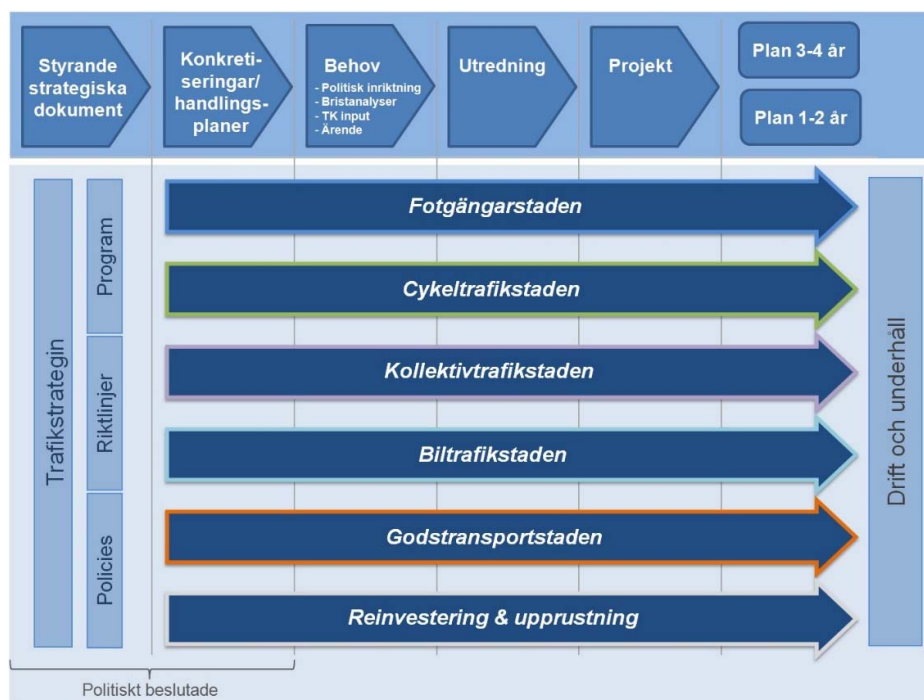 Styrande
strategiska
dokument
Konkreti-
seringar/
handlings-
planer
Behov
- Politisk inriktning
- Bristanalyser
- TK input
- Ärende
Utredning
Projekt
Plan 3-4 år
Plan 1-2 år
Trafikstrategin
Program
Riktlinjer
Policies
Fotgängarstaden
Cykeltrafikstaden
Kollektivtrafikstaden
Biltrafikstaden
Godstransportstaden
Reinvestering & upprustning
Drift och underhåll
Politiskt beslutade